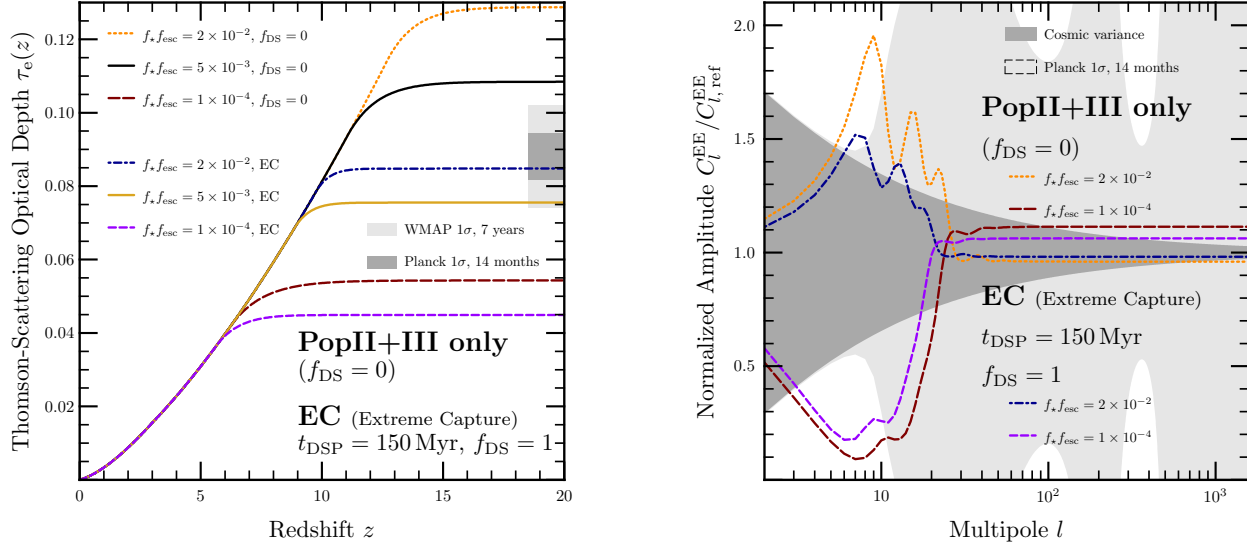 Thomson-Scattering Optical Depth τe(z)
0.12
0.10
0.08
0.06
0.04
0.02
f⋆fesc = 2 × 10⁻², fDS = 0
f⋆fesc = 5 × 10⁻³, fDS = 0
f⋆fesc = 1 × 10⁻⁴, fDS = 0
f⋆fesc = 2 × 10⁻², EC
f⋆fesc = 5 × 10⁻³, EC
f⋆fesc = 1 × 10⁻⁴, EC
WMAP 1σ, 7 years
Planck 1σ, 14 months
PopII+III only
(fDS = 0)
EC (Extreme Capture)
tDSP = 150 Myr, fDS = 1
0 5 10 15 20
Redshift z
Normalized Amplitude C_l^EE/C_l,ref^EE
2.0
1.5
1.0
0.5
Cosmic variance
Planck 1σ, 14 months
PopII+III only
(fDS = 0)
f⋆fesc = 2 × 10⁻²
f⋆fesc = 1 × 10⁻⁴
EC (Extreme Capture)
tDSP = 150 Myr
fDS = 1
f⋆fesc = 2 × 10⁻²
f⋆fesc = 1 × 10⁻⁴
10 10² 10³
Multipole l